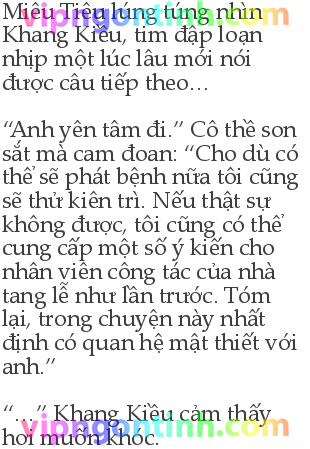 Miêu Tiêu lúng túng nhìn
Khang Kiều, tim đập loạn
nhịp một lúc lâu mới nói
được câu tiếp theo…
“Anh yên tâm đi.” Cô thề son
sắt mà cam đoan: “Cho dù có
thể sẽ phát bệnh nữa tôi cũng
sẽ thử kiên trì. Nếu thật sự
không được, tôi cũng có thể
cung cấp một số ý kiến cho
nhân viên công tác của nhà
tang lễ như lần trước. Tóm
lại, trong chuyện này nhất
định có quan hệ mật thiết với
anh.”
“…” Khang Kiều cảm thấy
hơi muốn khóc.
vipngontinh.com
vipngontinh.com